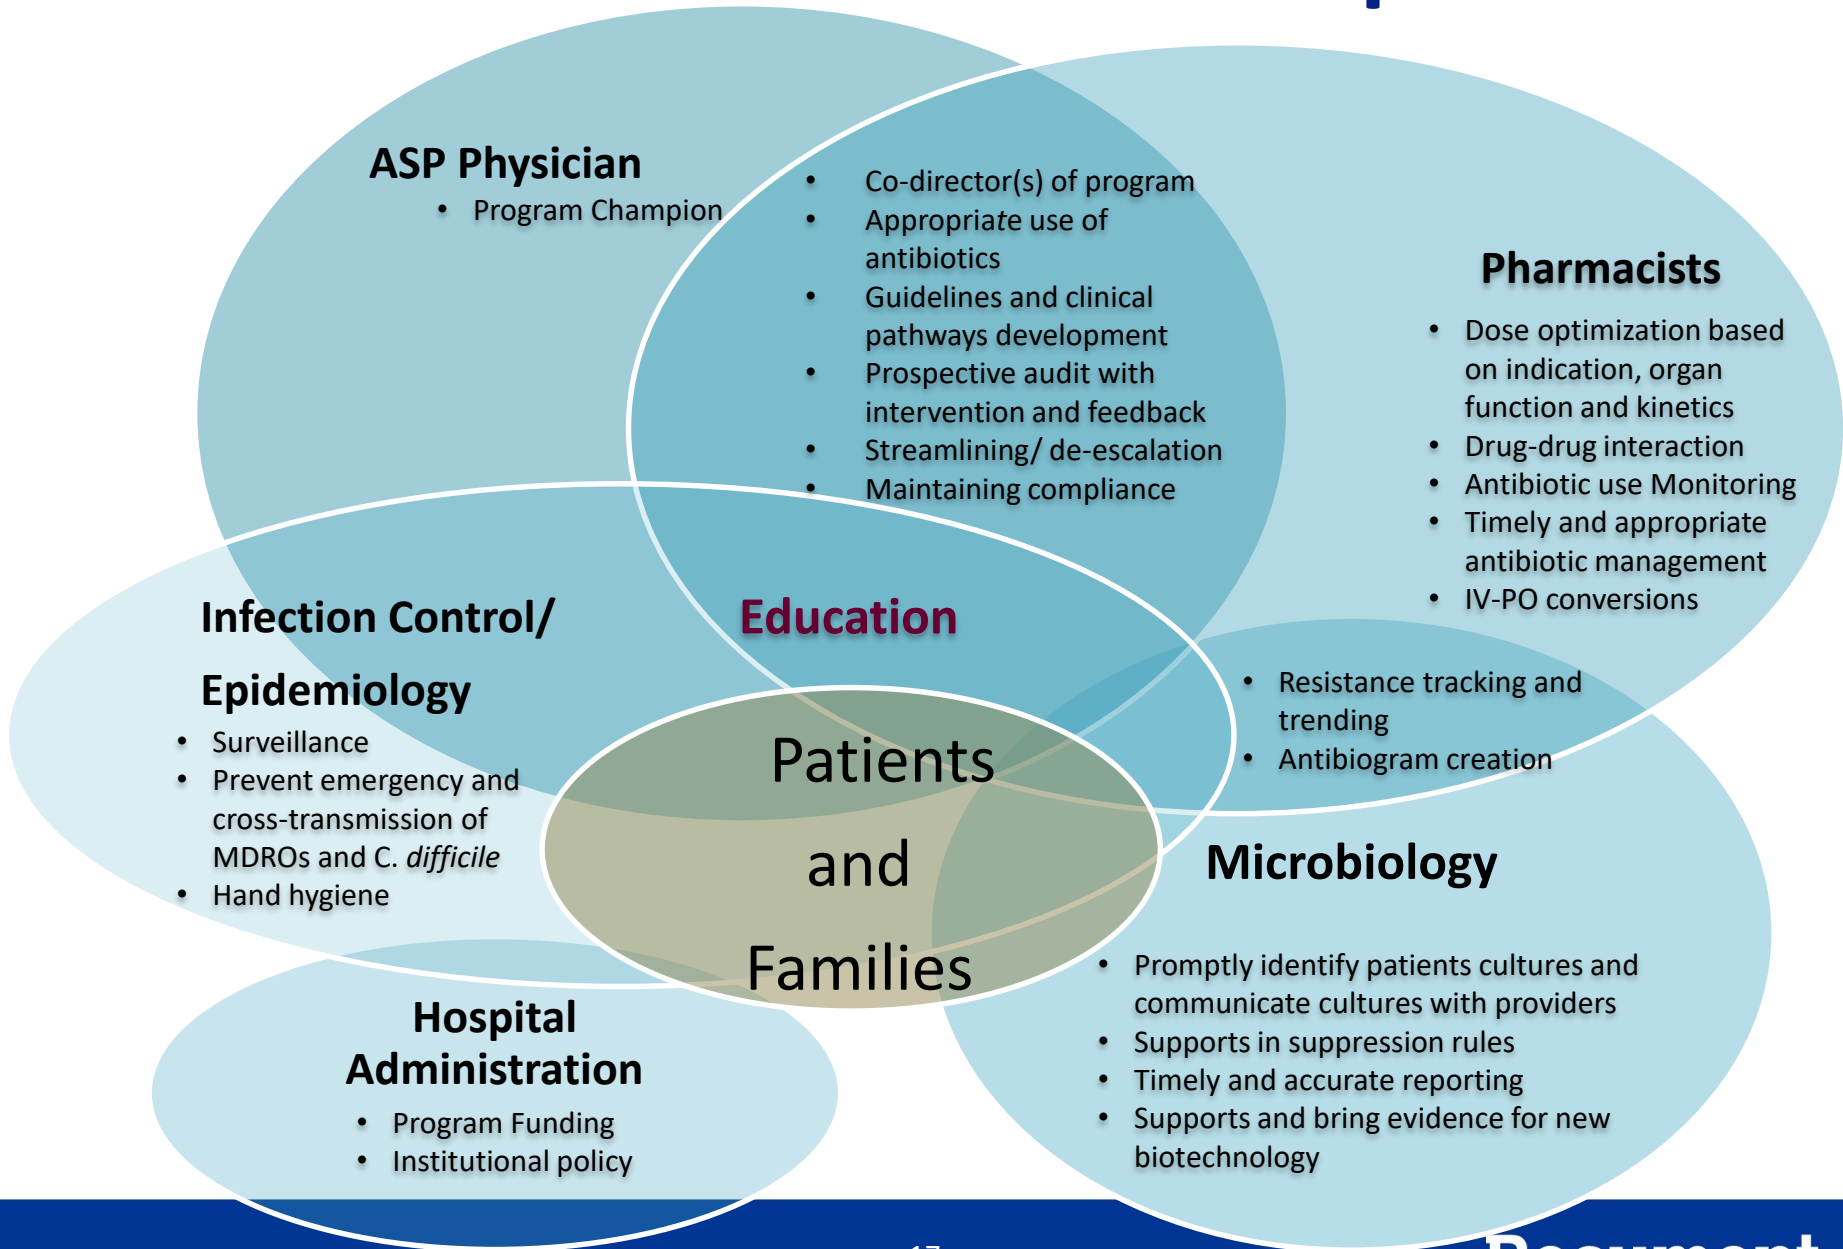 ASP Physician
• Program Champion
• Co-director(s) of program
• Appropriate use of
antibiotics
• Guidelines and clinical
pathways development
• Prospective audit with
intervention and feedback
• Streamlining/ de-escalation
• Maintaining compliance
Pharmacists
• Dose optimization based
on indication, organ
function and kinetics
• Drug-drug interaction
• Antibiotic use Monitoring
• Timely and appropriate
antibiotic management
• IV-PO conversions
Infection Control/
Epidemiology
• Surveillance
• Prevent emergency and
cross-transmission of
MDROs and C. difficile
• Hand hygiene
Education
• Resistance tracking and
trending
• Antibiogram creation
Patients
and
Families
Microbiology
• Promptly identify patients cultures and
communicate cultures with providers
• Supports in suppression rules
• Timely and accurate reporting
• Supports and bring evidence for new
biotechnology
Hospital
Administration
• Program Funding
• Institutional policy